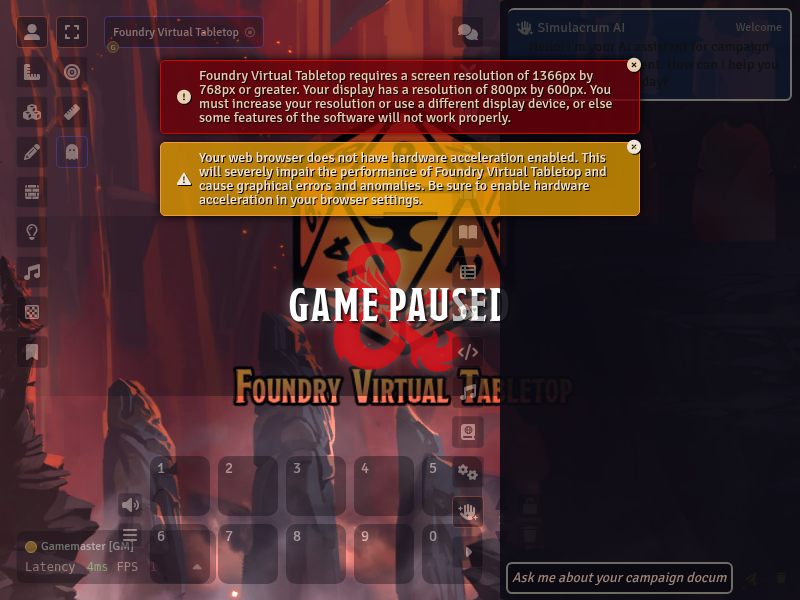 Foundry Virtual Tabletop
G
Simulacrum AI
Welcome
Foundry Virtual Tabletop requires a screen resolution of 1366px by
768px or greater. Your display has a resolution of 800px by 600px. You
must increase your resolution or use a different display device, or else
some features of the software will not work properly.
Your web browser does not have hardware acceleration enabled. This
will severely impair the performance of Foundry Virtual Tabletop and
cause graphical errors and anomalies. Be sure to enable hardware
acceleration in your browser settings.
GAME PAUSED
Foundry Virtual Tabletop
1 2 3 4 5
6 7 8 9 0
Gamemaster [GM]
Latency 4ms FPS
Ask me about your campaign docum